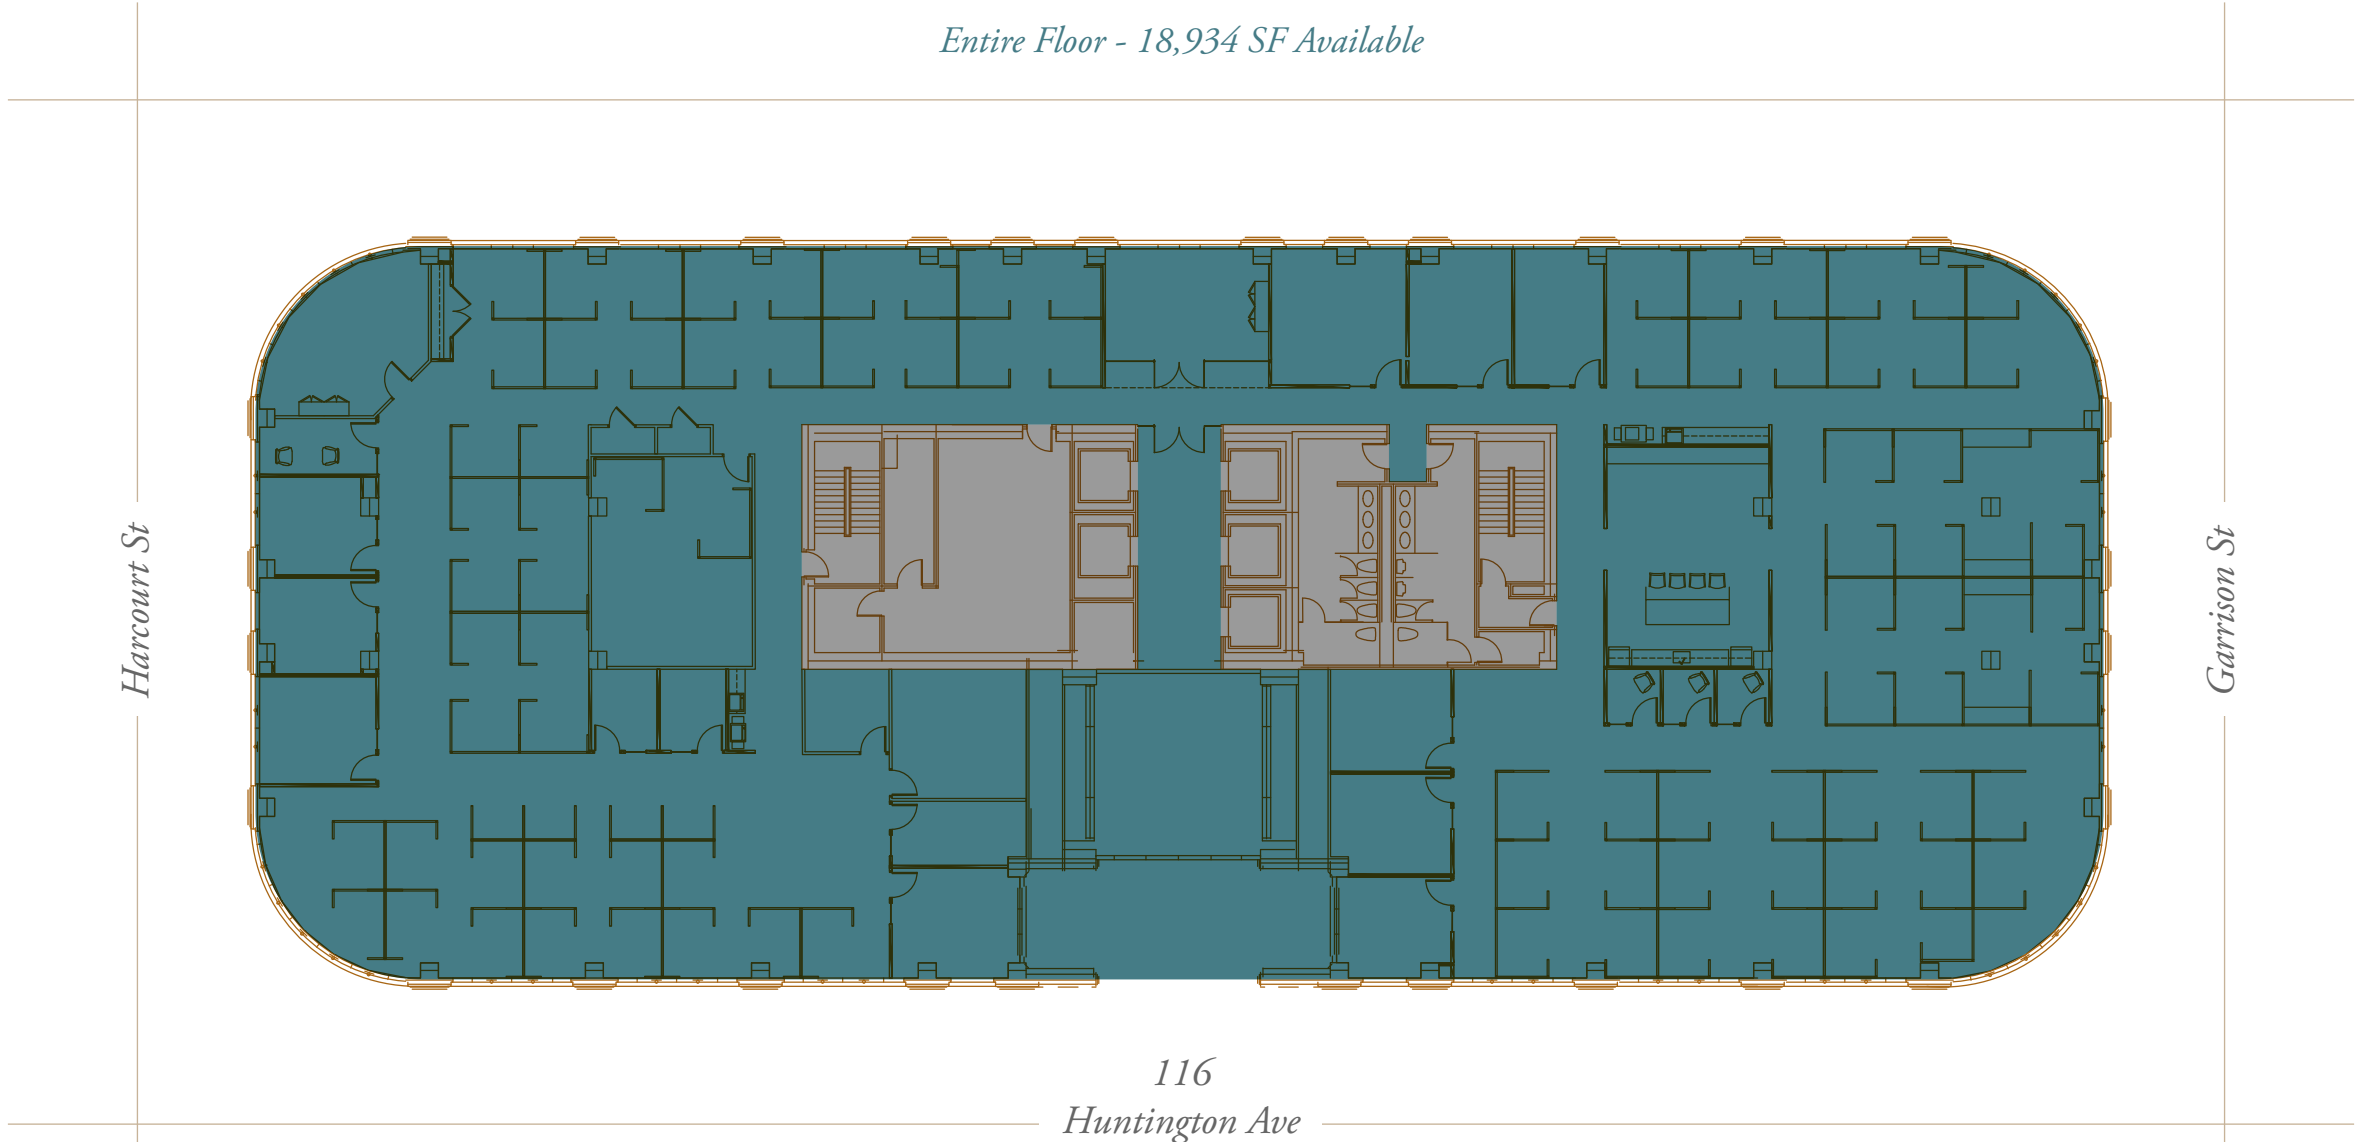 Entire Floor - 18,934 SF Available
Harcourt St
Garrison St
116
Huntington Ave